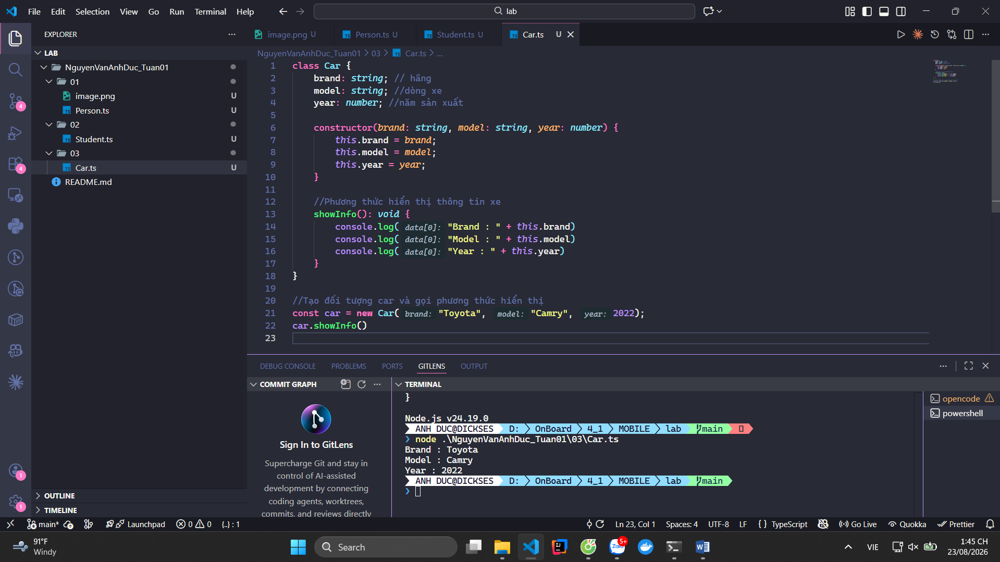 File Edit Selection View Go Run Terminal Help
lab
EXPLORER
LAB
NguyenVanAnhDuc_Tuan01
01
image.png U
Person.ts U
02
Student.ts U
03
Car.ts U
README.md
OUTLINE
TIMELINE
4
4
1
1
image.png U
Person.ts U
Student.ts U
Car.ts U
NguyenVanAnhDuc_Tuan01 > 03 > Car.ts > ...
1 class Car {
2 brand: string; // hãng
3 model: string; //dòng xe
4 year: number; //năm sản xuất
5
6 constructor(brand: string, model: string, year: number) {
7 this.brand = brand;
8 this.model = model;
9 this.year = year;
10 }
11
12 //Phương thức hiển thị thông tin xe
13 showInfo(): void {
14 console.log( data[0]: "Brand : " + this.brand)
15 console.log( data[0]: "Model : " + this.model)
16 console.log( data[0]: "Year : " + this.year)
17 }
18 }
19
20 //Tạo đối tượng car và gọi phương thức hiển thị
21 const car = new Car( brand: "Toyota", model: "Camry", year: 2022);
22 car.showInfo()
23
DEBUG CONSOLE PROBLEMS PORTS GITLENS OUTPUT
COMMIT GRAPH
Sign In to GitLens
Supercharge Git and stay in
control of AI-assisted
development by connecting
coding agents, worktrees,
commits, and reviews directly
TERMINAL
}
Node.js v24.19.0
ANH DUC@DICKSES D: OnBoard 4_1 MOBILE lab main
❯ node .\NguyenVanAnhDuc_Tuan01\03\Car.ts
Brand : Toyota
Model : Camry
Year : 2022
ANH DUC@DICKSES D: OnBoard 4_1 MOBILE lab main
❯
opencode
powershell
main* Launchpad 0 0 {..} : 1
Ln 23, Col 1 Spaces: 4 UTF-8 LF { } TypeScript Go Live Quokka Prettier
91°F
Windy
Search
Zalo
5+
VIE
1:45 CH
23/08/2026